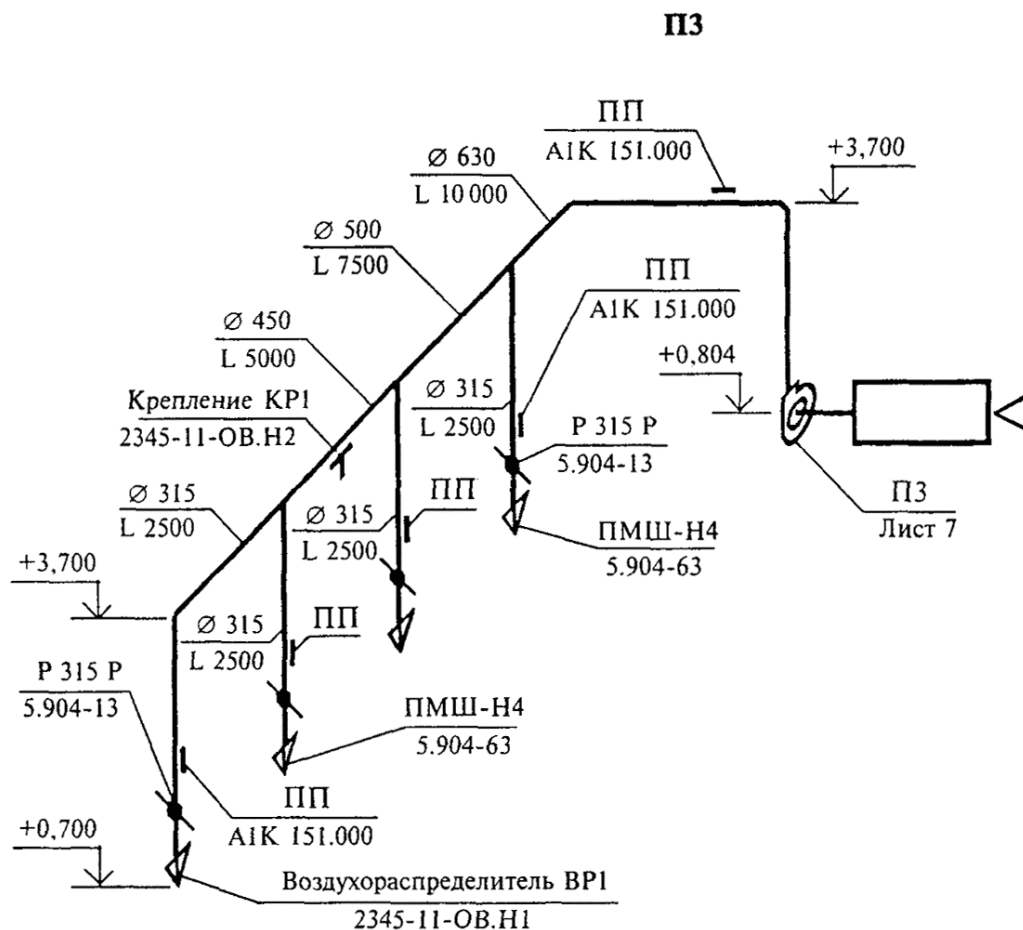 П3
ПП
А1К 151.000
+3,700
Ø 630
L 10 000
Ø 500
L 7500
ПП
А1К 151.000
Ø 450
L 5000
+0,804
Крепление КР1
2345-11-ОВ.Н2
Ø 315
L 2500
Р 315 Р
5.904-13
Ø 315
L 2500
Ø 315
L 2500
ПП
П3
Лист 7
ПМШ-Н4
5.904-63
+3,700
Ø 315
L 2500
ПП
Р 315 Р
5.904-13
ПМШ-Н4
5.904-63
ПП
А1К 151.000
+0,700
Воздухораспределитель ВР1
2345-11-ОВ.Н1